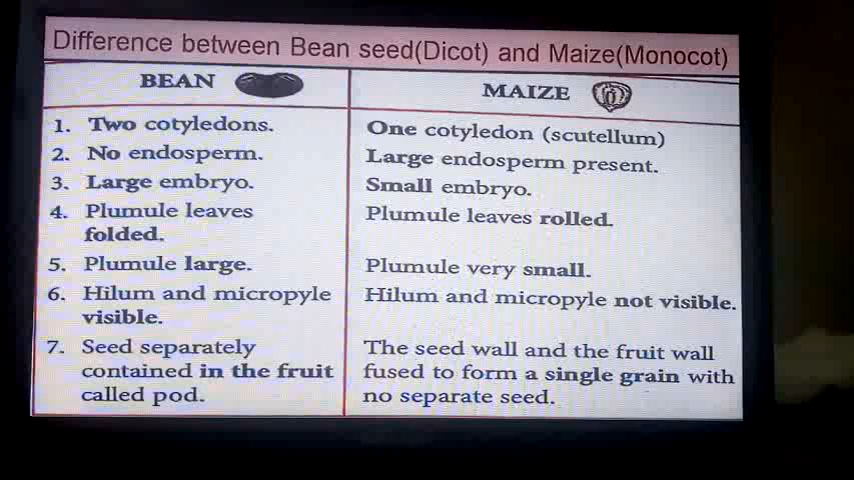 Difference between Bean seed(Dicot) and Maize(Monocot)
BEAN
MAIZE
1. Two cotyledons.
One cotyledon (scutellum)
2. No endosperm.
Large endosperm present.
3. Large embryo.
Small embryo.
4. Plumule leaves
folded.
Plumule leaves rolled.
5. Plumule large.
Plumule very small.
6. Hilum and micropyle
visible.
Hilum and micropyle not visible.
7. Seed separately
contained in the fruit
called pod.
The seed wall and the fruit wall
fused to form a single grain with
no separate seed.